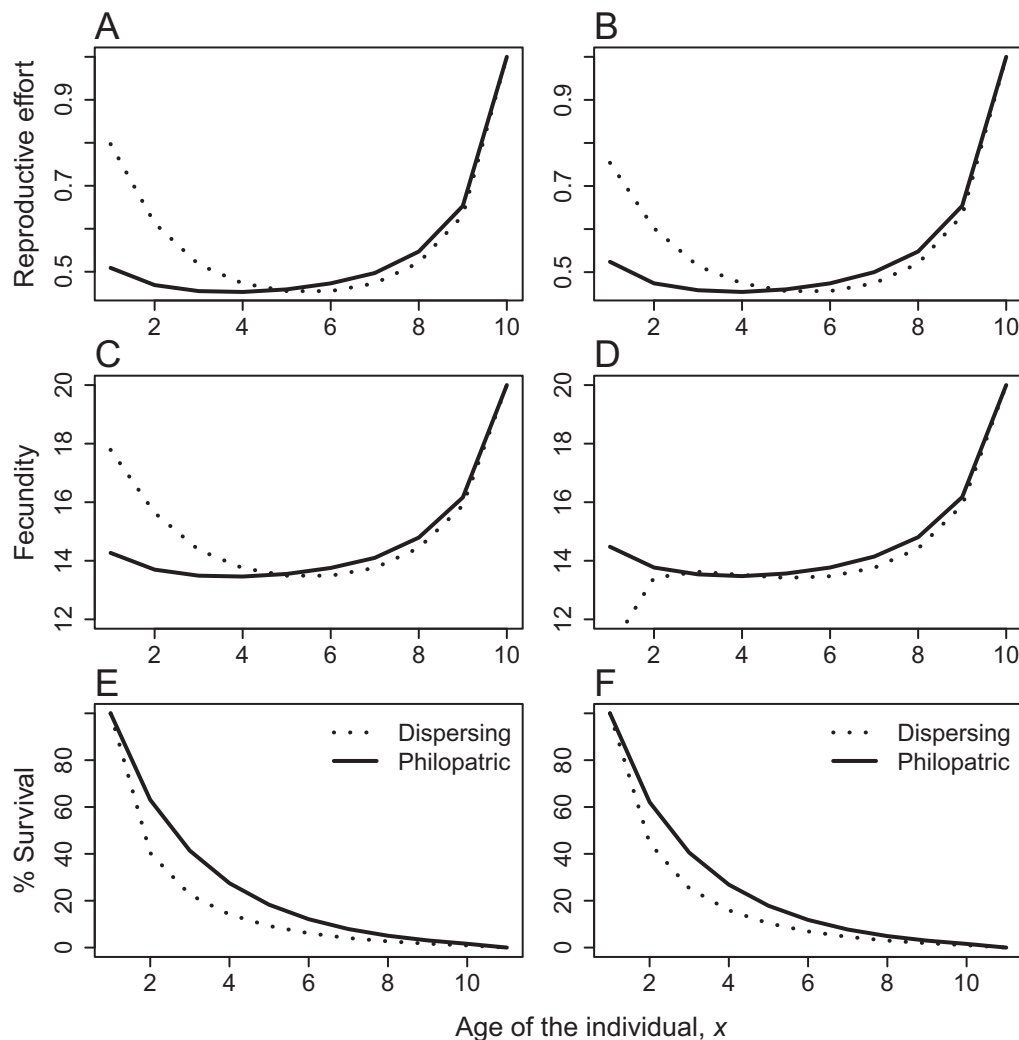 A
B
Reproductive effort
0.5 0.7 0.9
0.5 0.7 0.9
2 4 6 8 10
2 4 6 8 10
C
D
Fecundity
12 14 16 18 20
12 14 16 18 20
2 4 6 8 10
2 4 6 8 10
E
F
% Survival
0 20 40 60 80
Dispersing
Philopatric
0 20 40 60 80
Dispersing
Philopatric
2 4 6 8 10
2 4 6 8 10
Age of the individual, x